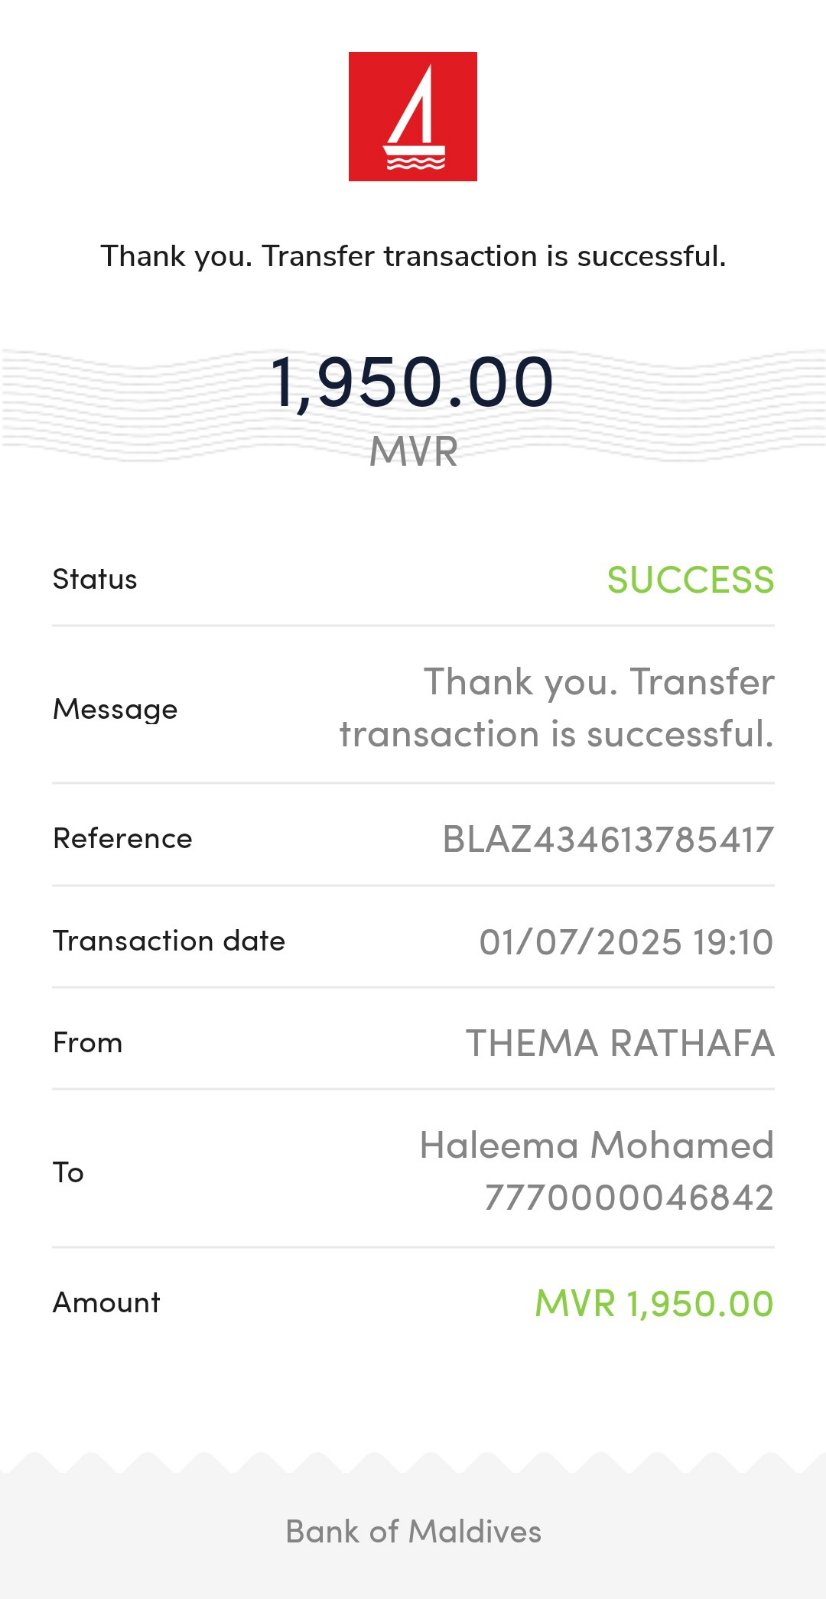 Thank you. Transfer transaction is successful.
1,950.00
MVR
Status
SUCCESS
Message
Thank you. Transfer
transaction is successful.
Reference
BLAZ434613785417
Transaction date
01/07/2025 19:10
From
THEMA RATHAFA
To
Haleema Mohamed
7770000046842
Amount
MVR 1,950.00
Bank of Maldives